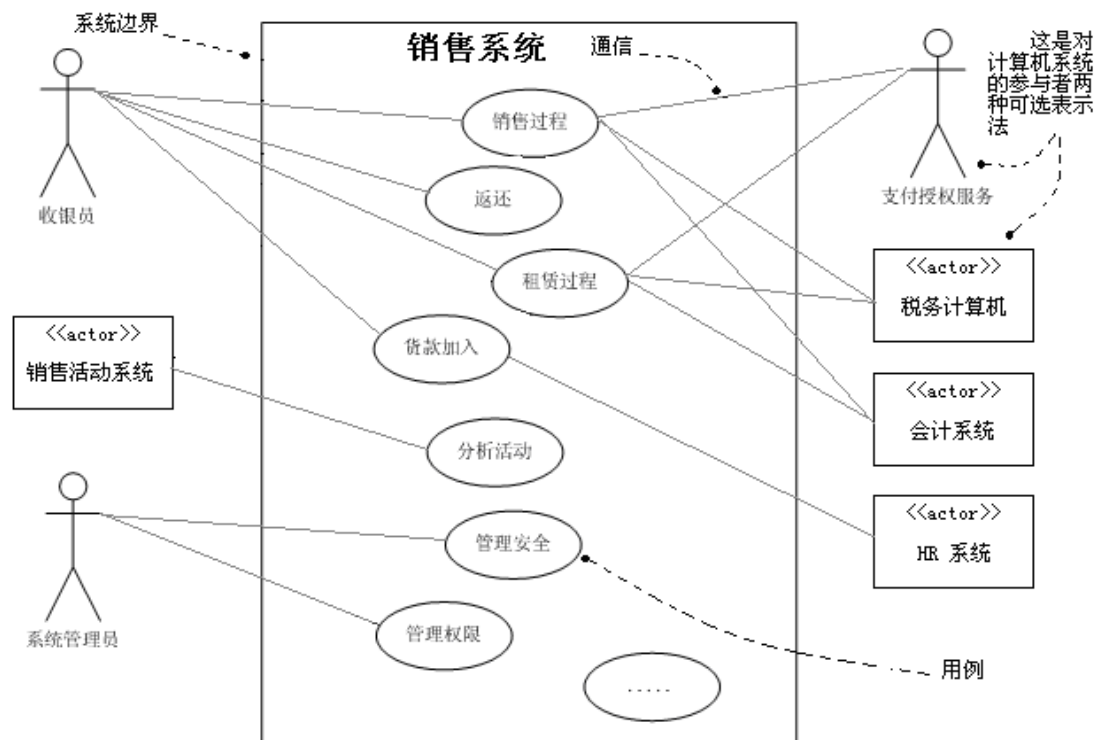 系统边界
销售系统
通信
这是对
计算机系统
的参与者两
种可选表示
法
销售过程
返还
收银员
支付授权服务
租赁过程
<<actor>>
税务计算机
<<actor>>
销售活动系统
货款加入
<<actor>>
会计系统
分析活动
<<actor>>
HR 系统
管理安全
系统管理员
管理权限
用例
.....